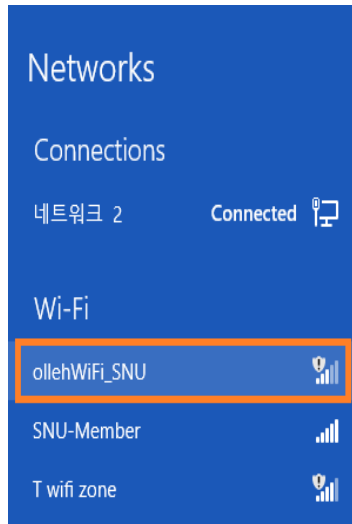 Networks
Connections
네트워크 2 Connected
Wi-Fi
ollehWiFi_SNU
SNU-Member
T wifi zone